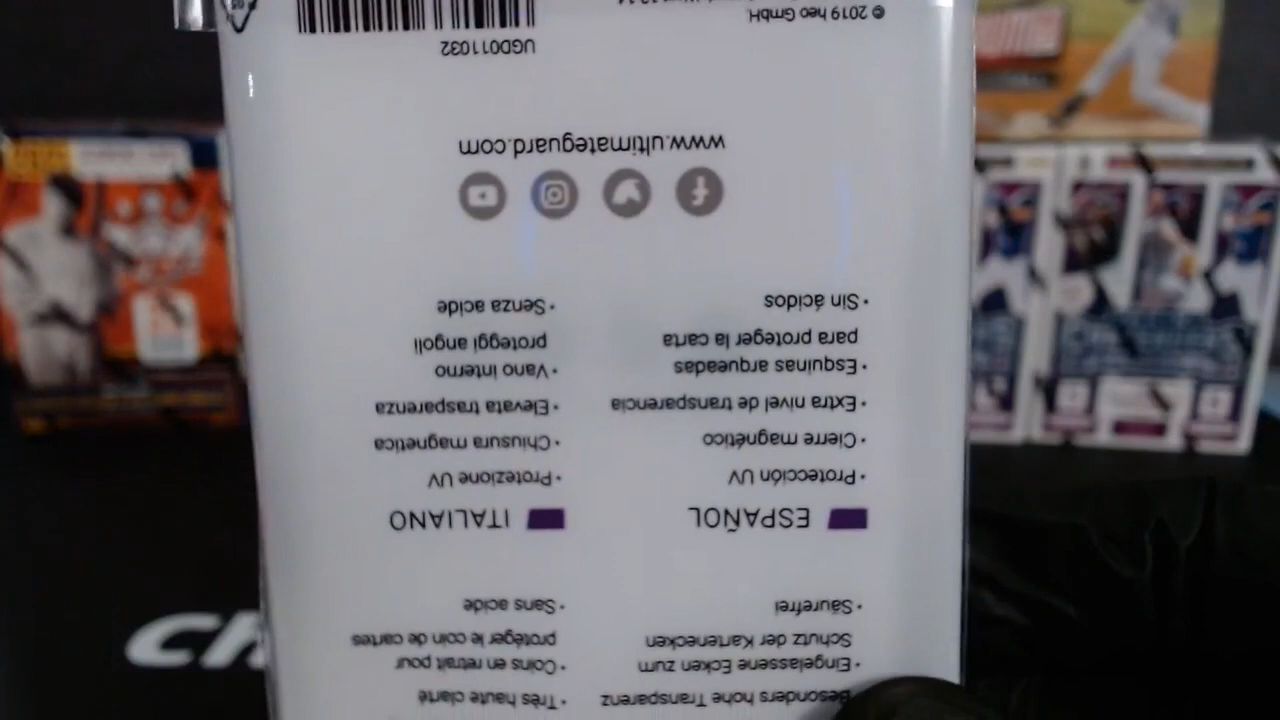 • Besonders hohe Transparenz
• Eingelassene Ecken zum
Schutz der Kartenecken
• Säurefrei
• Très haute clarté
• Coins en retrait pour
protéger le coin de cartes
• Sans acide
ESPAÑOL
• Protección UV
• Cierre magnético
• Extra nivel de transparencia
• Esquinas arqueadas
para proteger la carta
• Sin ácidos
ITALIANO
• Protezione UV
• Chiusura magnetica
• Elevata trasparenza
• Vano interno
proteggi angoli
• Senza acide
www.ultimateguard.com
© 2019 heo GmbH,
UGD011032